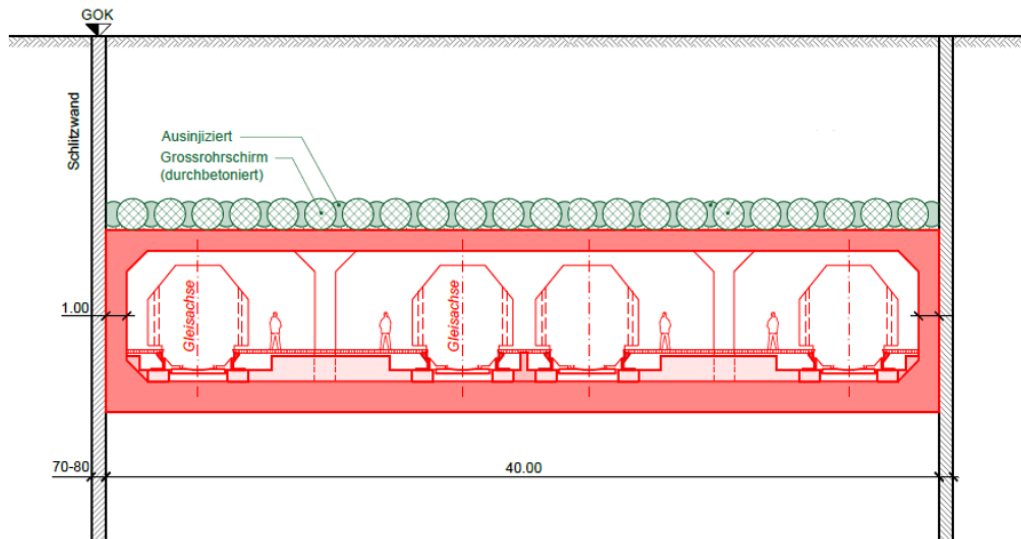 GOK
Schlitzwand
Ausinjiziert
Grossrohrschirm
(durchbetoniert)
1.00
Gleisachse
Gleisachse
70-80
40.00